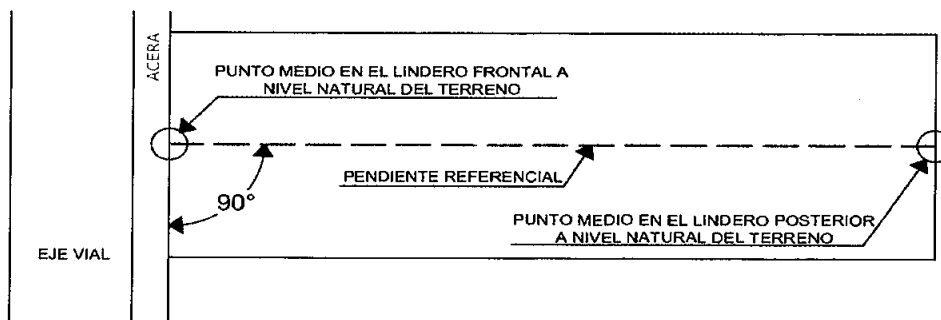 ACERA
PUNTO MEDIO EN EL LINDERO FRONTAL A
NIVEL NATURAL DEL TERRENO
PENDIENTE REFERENCIAL
90°
PUNTO MEDIO EN EL LINDERO POSTERIOR
A NIVEL NATURAL DEL TERRENO
EJE VIAL